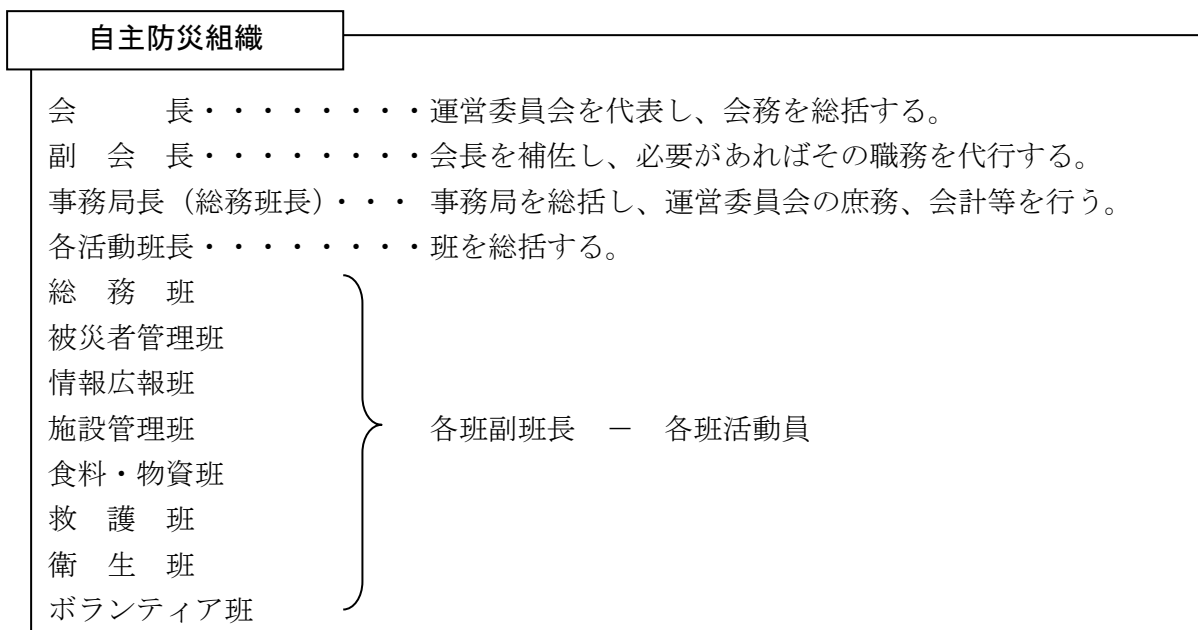 自主防災組織
会　　　長・・・・・・・・運営委員会を代表し、会務を総括する。
副　会　長・・・・・・・・会長を補佐し、必要があればその職務を代行する。
事務局長（総務班長）・・・　事務局を総括し、運営委員会の庶務、会計等を行う。
各活動班長・・・・・・・・班を総括する。
総　務　班
被災者管理班
情報広報班
施設管理班　　　　各班副班長　－　各班活動員
食料・物資班
救　護　班
衛　生　班
ボランティア班